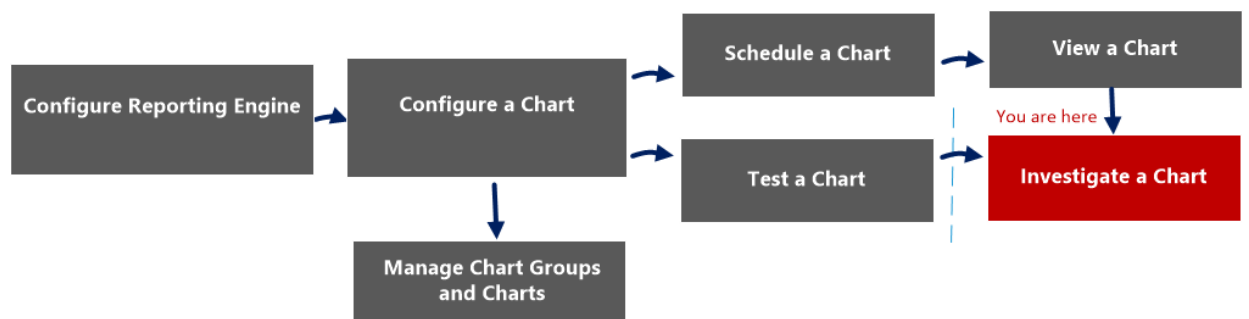 Schedule a Chart
View a Chart
Configure Reporting Engine
Configure a Chart
You are here
Test a Chart
Investigate a Chart
Manage Chart Groups
and Charts